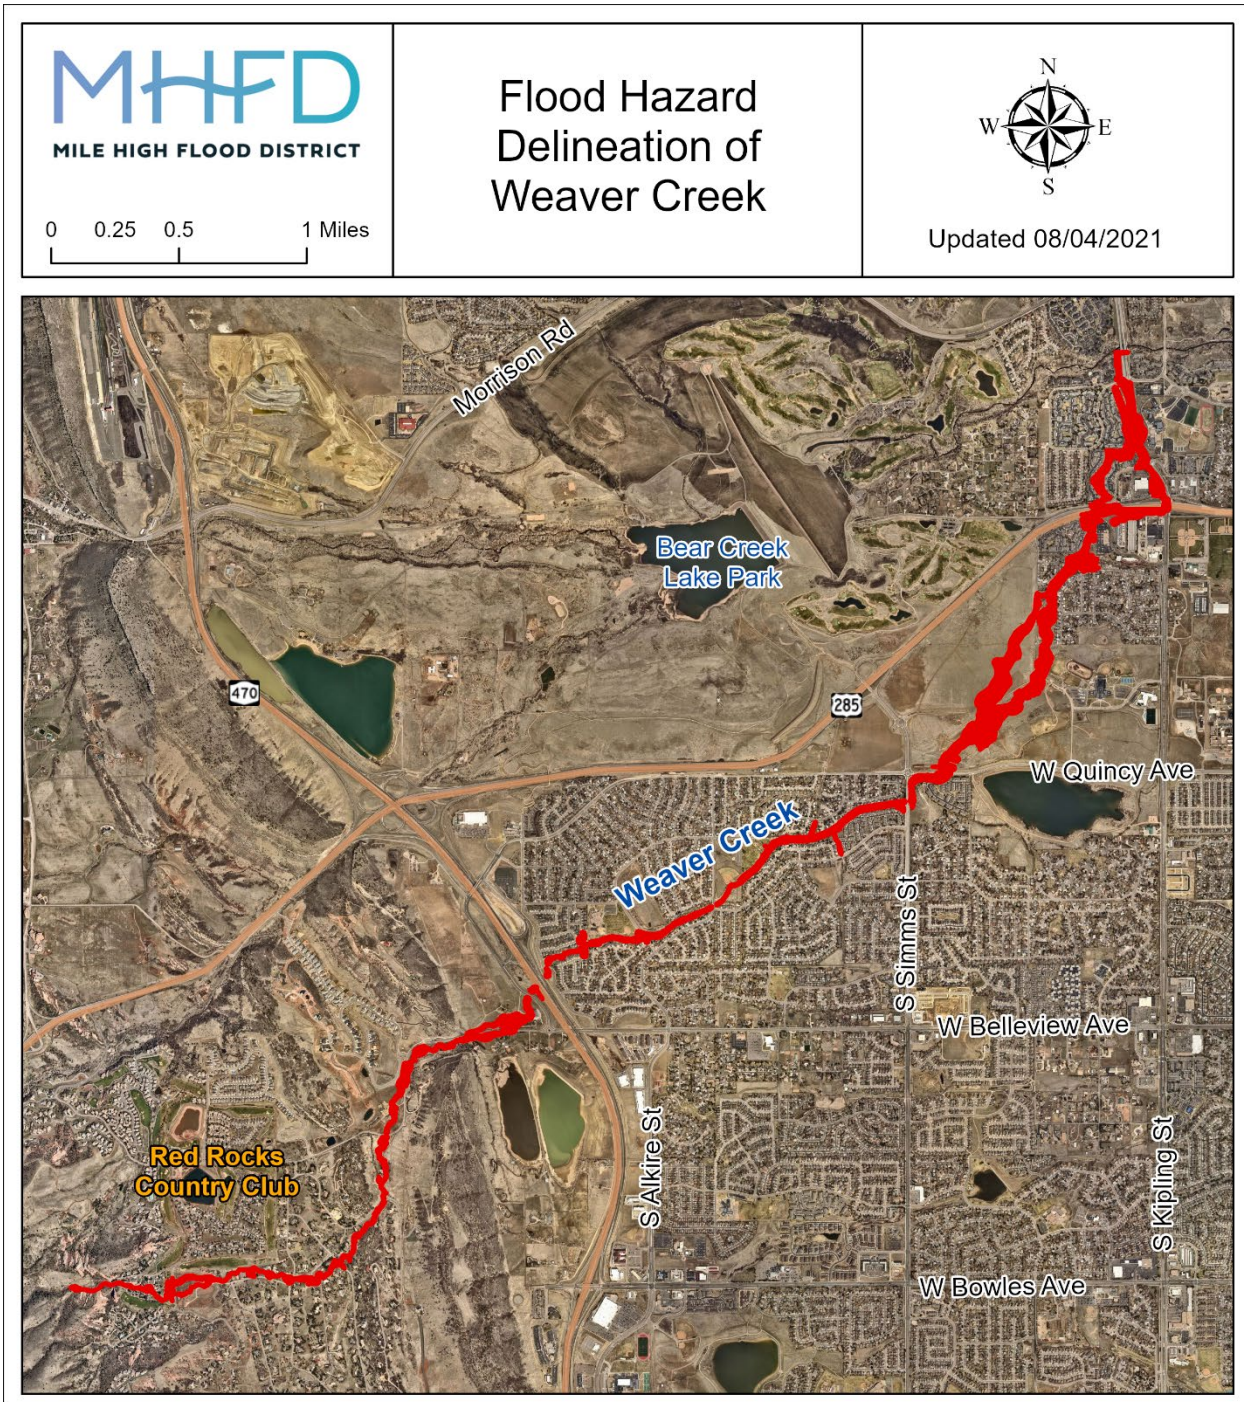 MHFD
MILE HIGH FLOOD DISTRICT
0 0.25 0.5 1 Miles
Flood Hazard
Delineation of
Weaver Creek
N
W E
S
Updated 08/04/2021
Morrison Rd
Bear Creek
Lake Park
470
285
W Quincy Ave
Weaver Creek
S Simms St
W Belleview Ave
Red Rocks
Country Club
S Alkire St
S Kipling St
W Bowles Ave